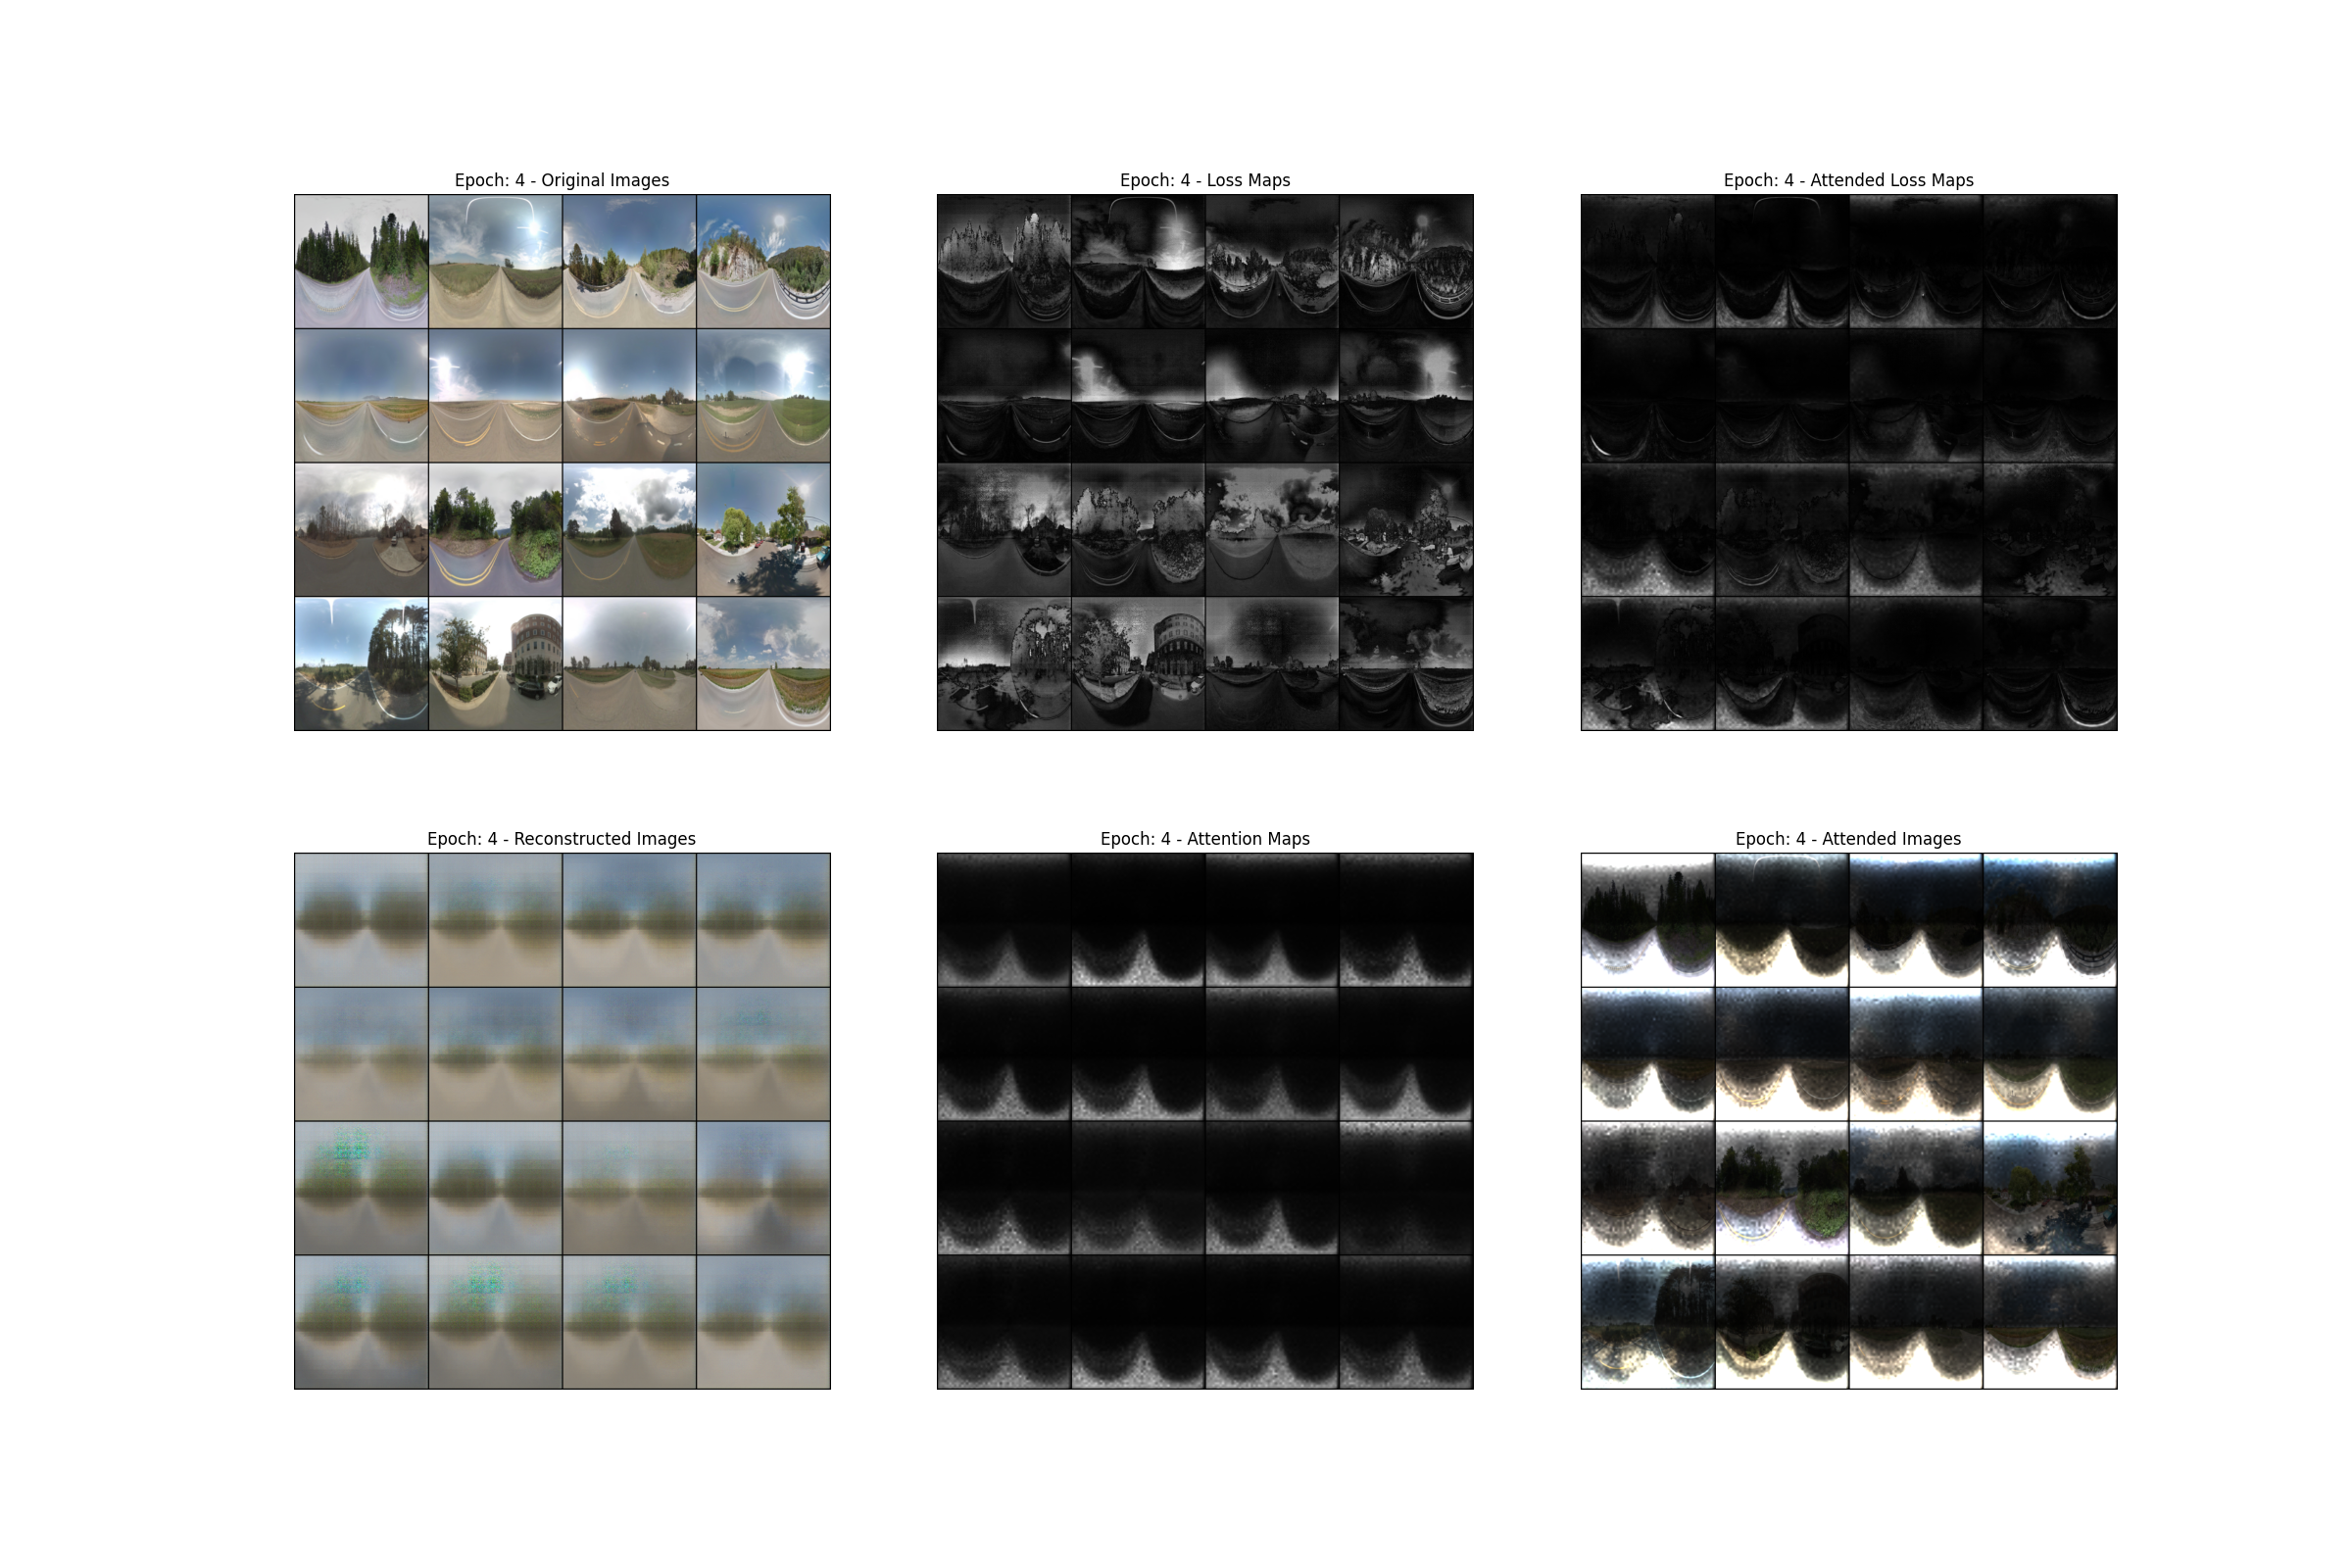 Epoch: 4 - Original Images
Epoch: 4 - Loss Maps
Epoch: 4 - Attended Loss Maps
Epoch: 4 - Reconstructed Images
Epoch: 4 - Attention Maps
Epoch: 4 - Attended Images